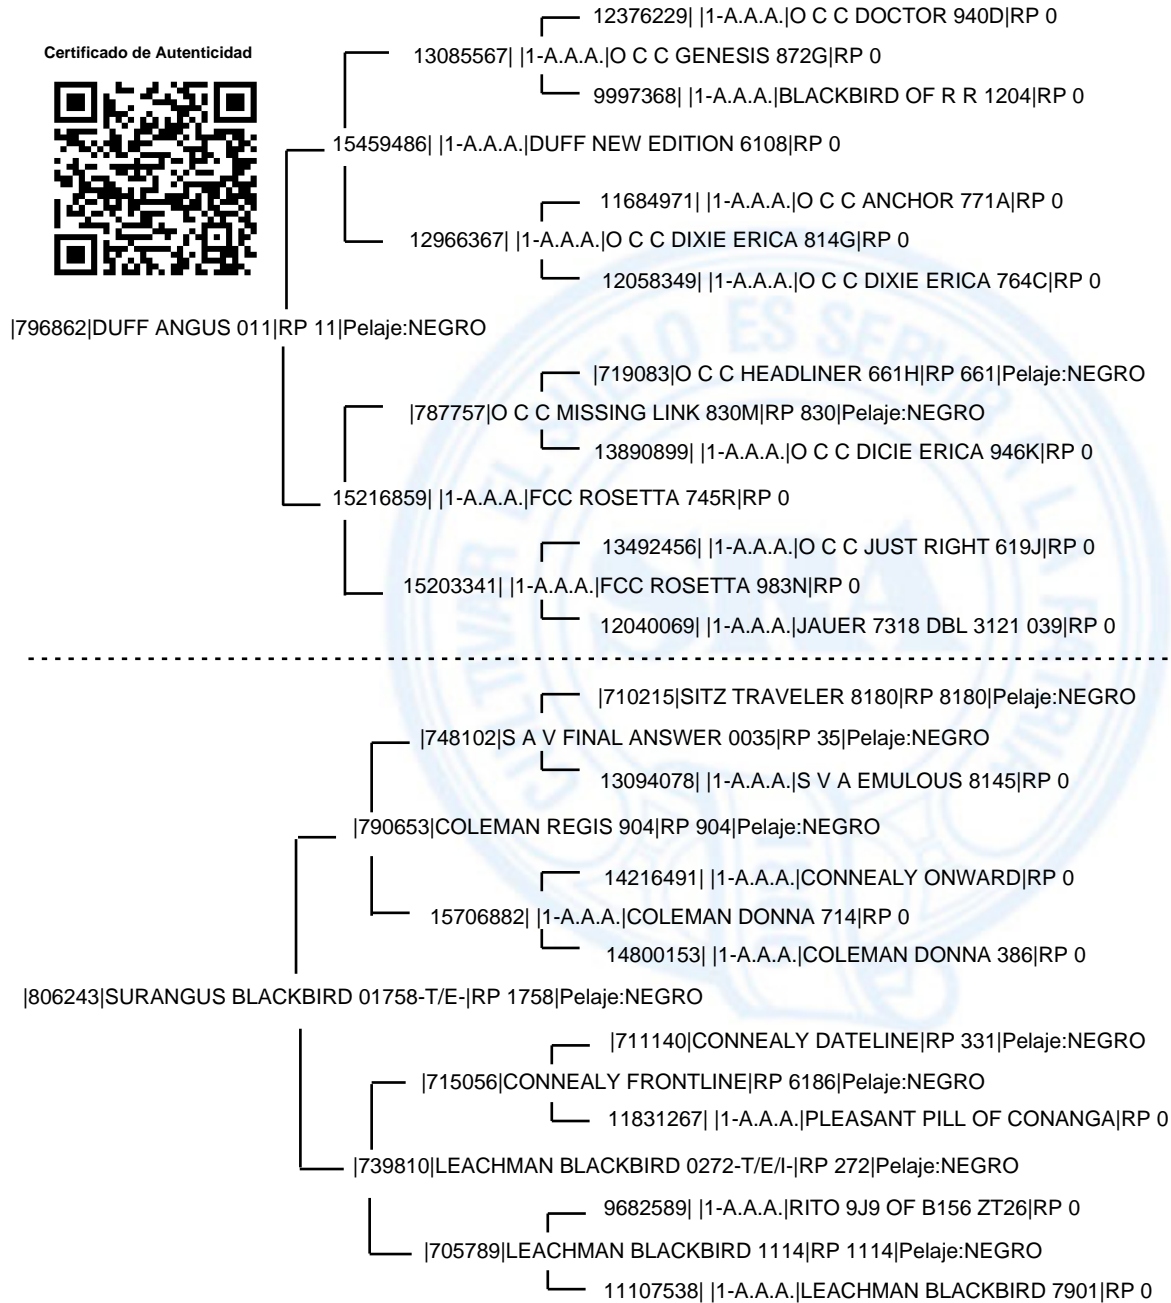 12376229| |1-A.A.A.|O C C DOCTOR 940D|RP 0
Certificado de Autenticidad
13085567| |1-A.A.A.|O C C GENESIS 872G|RP 0
9997368| |1-A.A.A.|BLACKBIRD OF R R 1204|RP 0
15459486| |1-A.A.A.|DUFF NEW EDITION 6108|RP 0
11684971| |1-A.A.A.|O C C ANCHOR 771A|RP 0
12966367| |1-A.A.A.|O C C DIXIE ERICA 814G|RP 0
12058349| |1-A.A.A.|O C C DIXIE ERICA 764C|RP 0
|796862|DUFF ANGUS 011|RP 11|Pelaje:NEGRO
|719083|O C C HEADLINER 661H|RP 661|Pelaje:NEGRO
|787757|O C C MISSING LINK 830M|RP 830|Pelaje:NEGRO
13890899| |1-A.A.A.|O C C DICIE ERICA 946K|RP 0
15216859| |1-A.A.A.|FCC ROSETTA 745R|RP 0
13492456| |1-A.A.A.|O C C JUST RIGHT 619J|RP 0
15203341| |1-A.A.A.|FCC ROSETTA 983N|RP 0
12040069| |1-A.A.A.|JAUER 7318 DBL 3121 039|RP 0
|710215|SITZ TRAVELER 8180|RP 8180|Pelaje:NEGRO
|748102|S A V FINAL ANSWER 0035|RP 35|Pelaje:NEGRO
13094078| |1-A.A.A.|S V A EMULOUS 8145|RP 0
|790653|COLEMAN REGIS 904|RP 904|Pelaje:NEGRO
14216491| |1-A.A.A.|CONNEALY ONWARD|RP 0
15706882| |1-A.A.A.|COLEMAN DONNA 714|RP 0
14800153| |1-A.A.A.|COLEMAN DONNA 386|RP 0
|806243|SURANGUS BLACKBIRD 01758-T/E-|RP 1758|Pelaje:NEGRO
|711140|CONNEALY DATELINE|RP 331|Pelaje:NEGRO
|715056|CONNEALY FRONTLINE|RP 6186|Pelaje:NEGRO
11831267| |1-A.A.A.|PLEASANT PILL OF CONANGA|RP 0
|739810|LEACHMAN BLACKBIRD 0272-T/E/I-|RP 272|Pelaje:NEGRO
9682589| |1-A.A.A.|RITO 9J9 OF B156 ZT26|RP 0
|705789|LEACHMAN BLACKBIRD 1114|RP 1114|Pelaje:NEGRO
11107538| |1-A.A.A.|LEACHMAN BLACKBIRD 7901|RP 0
CULTIVAR EL SUELO ES SERVIR A LA PATRIA
SRA
1866